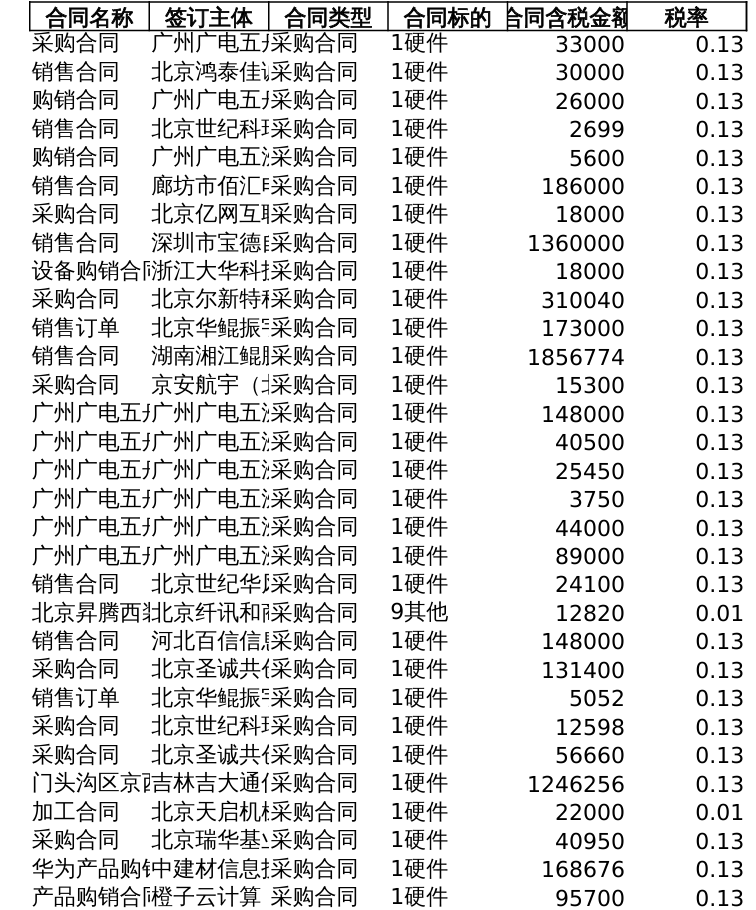 合同名称 签订主体 合同类型 合同标的 合同含税金额 税率
采购合同 广州广电五 采购合同 1硬件 33000 0.13
销售合同 北京鸿泰佳 采购合同 1硬件 30000 0.13
购销合同 广州广电五 采购合同 1硬件 26000 0.13
销售合同 北京世纪科 采购合同 1硬件 2699 0.13
购销合同 广州广电五 采购合同 1硬件 5600 0.13
销售合同 廊坊市佰汇 采购合同 1硬件 186000 0.13
采购合同 北京亿网互 采购合同 1硬件 18000 0.13
销售合同 深圳市宝德 采购合同 1硬件 1360000 0.13
设备购销合 浙江大华科 采购合同 1硬件 18000 0.13
采购合同 北京尔新特 采购合同 1硬件 310040 0.13
销售订单 北京华鲲振 采购合同 1硬件 173000 0.13
销售合同 湖南湘江鲲 采购合同 1硬件 1856774 0.13
采购合同 京安航宇（ 采购合同 1硬件 15300 0.13
广州广电五 广州广电五 采购合同 1硬件 148000 0.13
广州广电五 广州广电五 采购合同 1硬件 40500 0.13
广州广电五 广州广电五 采购合同 1硬件 25450 0.13
广州广电五 广州广电五 采购合同 1硬件 3750 0.13
广州广电五 广州广电五 采购合同 1硬件 44000 0.13
广州广电五 广州广电五 采购合同 1硬件 89000 0.13
销售合同 北京世纪华 采购合同 1硬件 24100 0.13
北京昇腾西 北京纤讯和 采购合同 9其他 12820 0.01
销售合同 河北百信信 采购合同 1硬件 148000 0.13
采购合同 北京圣诚共 采购合同 1硬件 131400 0.13
销售订单 北京华鲲振 采购合同 1硬件 5052 0.13
采购合同 北京世纪科 采购合同 1硬件 12598 0.13
采购合同 北京圣诚共 采购合同 1硬件 56660 0.13
门头沟区京 吉林吉大通 采购合同 1硬件 1246256 0.13
加工合同 北京天启机 采购合同 1硬件 22000 0.01
采购合同 北京瑞华基 采购合同 1硬件 40950 0.13
华为产品购 中建材信息 采购合同 1硬件 168676 0.13
产品购销合 橙子云计算 采购合同 1硬件 95700 0.13